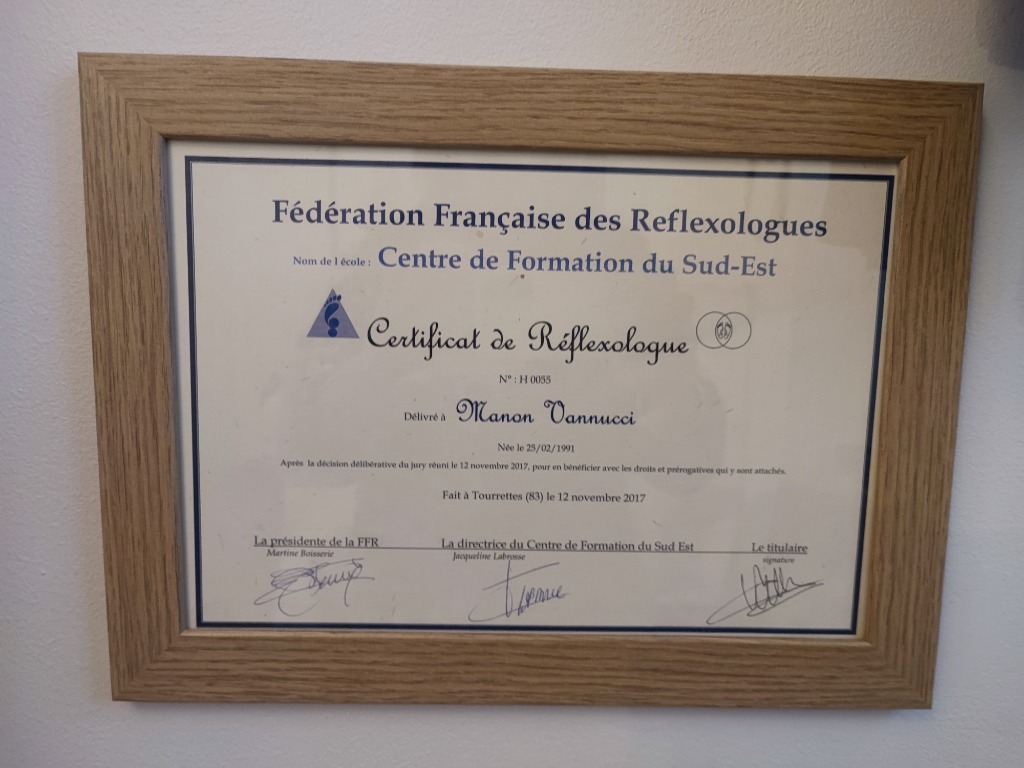 Fédération Française des Reflexologues
Nom de l école : Centre de Formation du Sud-Est
Certificat de Réflexologue
N° : H 0055
Délivré à Manon Vannucci
Née le 25/02/1991
Après la décision délibérative du jury réuni le 12 novembre 2017, pour en bénéficier avec les droits et prérogatives qui y sont attachés.
Fait à Tourrettes (83) le 12 novembre 2017
La présidente de la FFR La directrice du Centre de Formation du Sud Est Le titulaire
Martine Boisserie Jacqueline Labrosse signature